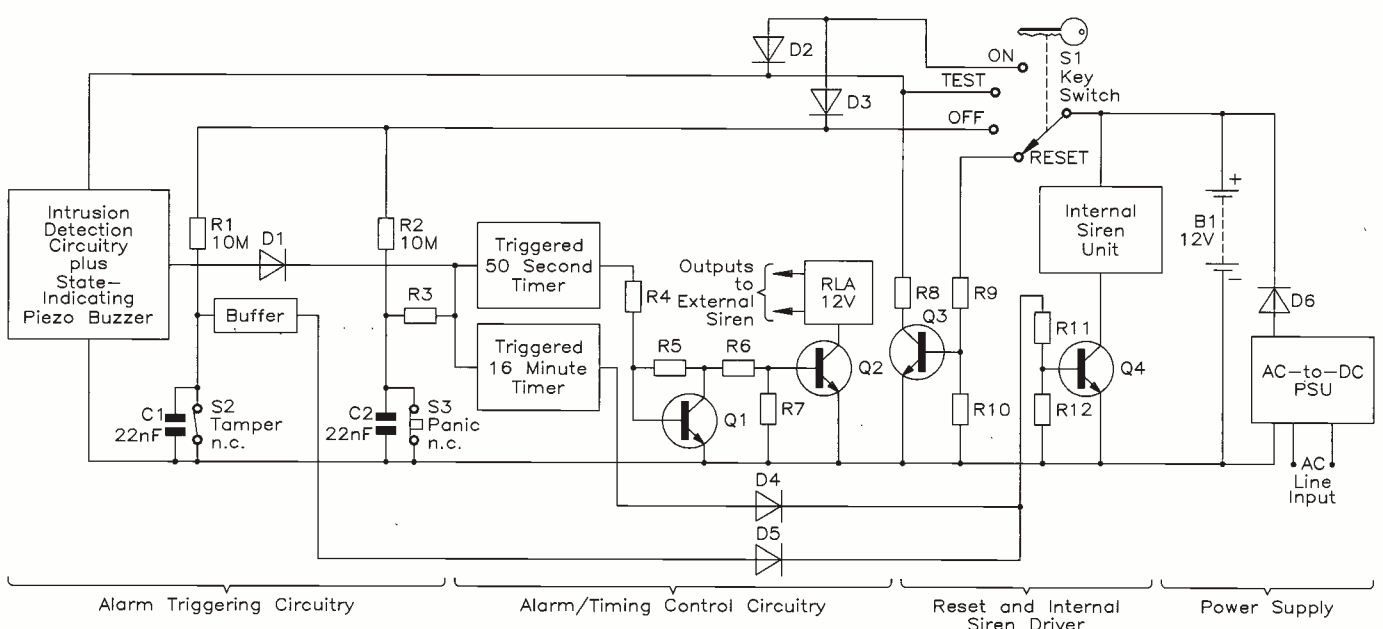 D2
D3
ON
TEST
OFF
S1
Key
Switch
RESET
Intrusion
Detection
Circuitry
plus
State-
Indicating
Piezo Buzzer
R1
10M
D1
Buffer
R2
10M
R3
Triggered
50 Second
Timer
Triggered
16 Minute
Timer
R4
R5
R6
R7
Outputs
to
External
Siren
RLA
12V
Q1
Q2
R8
R9
Q3
R10
Internal
Siren
Unit
R11
R12
Q4
B1
12V
+
−
D6
AC-to-DC
PSU
AC
Line
Input
C1
22nF
S2
Tamper
n.c.
C2
22nF
S3
Panic
n.c.
D4
D5
Alarm Triggering Circuitry
Alarm/Timing Control Circuitry
Reset and Internal
Siren Driver
Power Supply